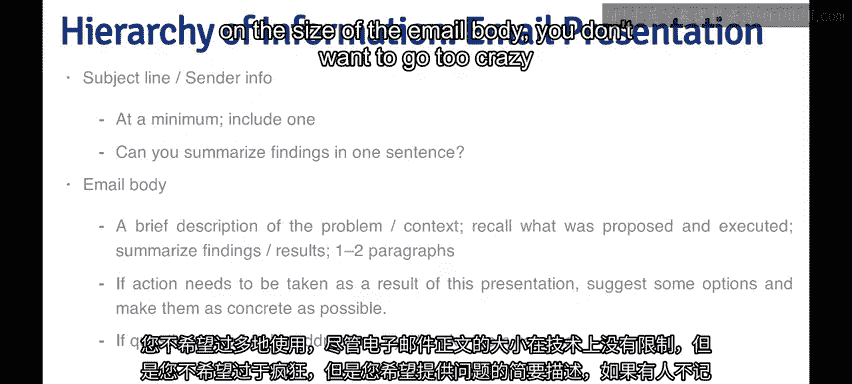 Hierarchy of Information: Email Presentation
on the size of the email body, you don't
want to go too crazy
· Subject line / Sender info
- At a minimum; include one
- Can you summarize findings in one sentence?
· Email body
- A brief description of the problem / context; recall what was proposed and executed;
summarize findings / results; 1–2 paragraphs
- If action needs to be taken as a result of this presentation, suggest some options and
make them as concrete as possible.
- If
您不希望过多地使用，尽管电子邮件正文的大小在技术上没有限制，但
是您不希望过于疯狂，但是您希望提供问题的简要描述，如果有人不记